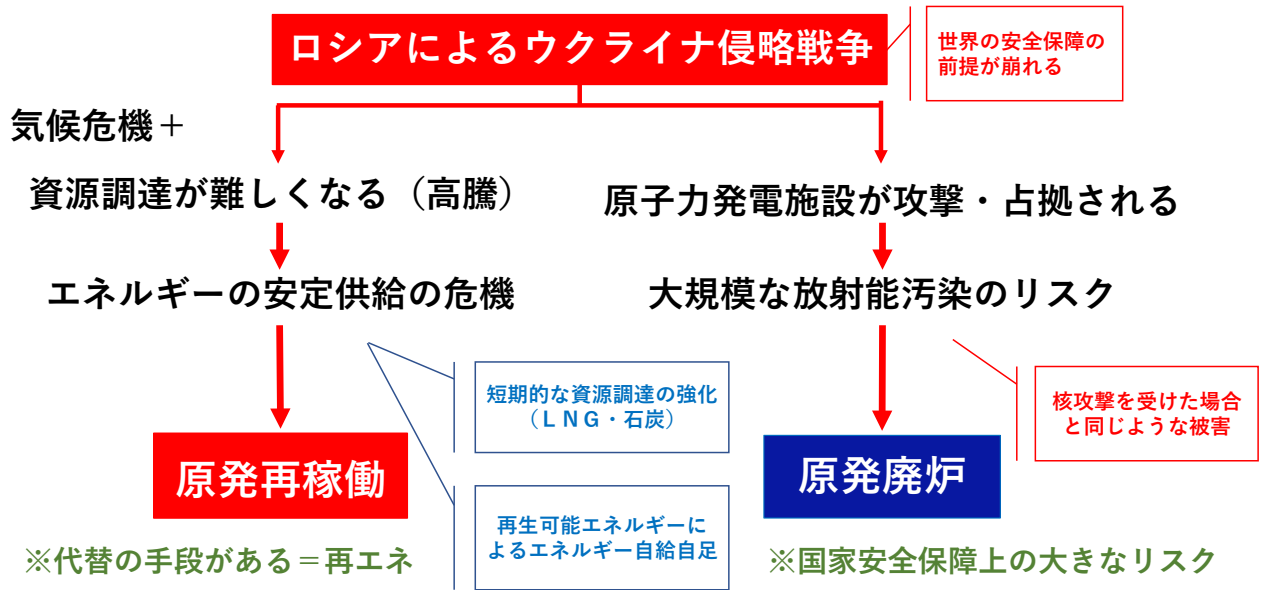 ロシアによるウクライナ侵略戦争
世界の安全保障の
前提が崩れる
気候危機＋
資源調達が難しくなる（高騰）
原子力発電施設が攻撃・占拠される
エネルギーの安定供給の危機
大規模な放射能汚染のリスク
短期的な資源調達の強化
（ＬＮＧ・石炭）
核攻撃を受けた場合
と同じような被害
原発再稼働
原発廃炉
再生可能エネルギーに
よるエネルギー自給自足
※代替の手段がある＝再エネ
※国家安全保障上の大きなリスク